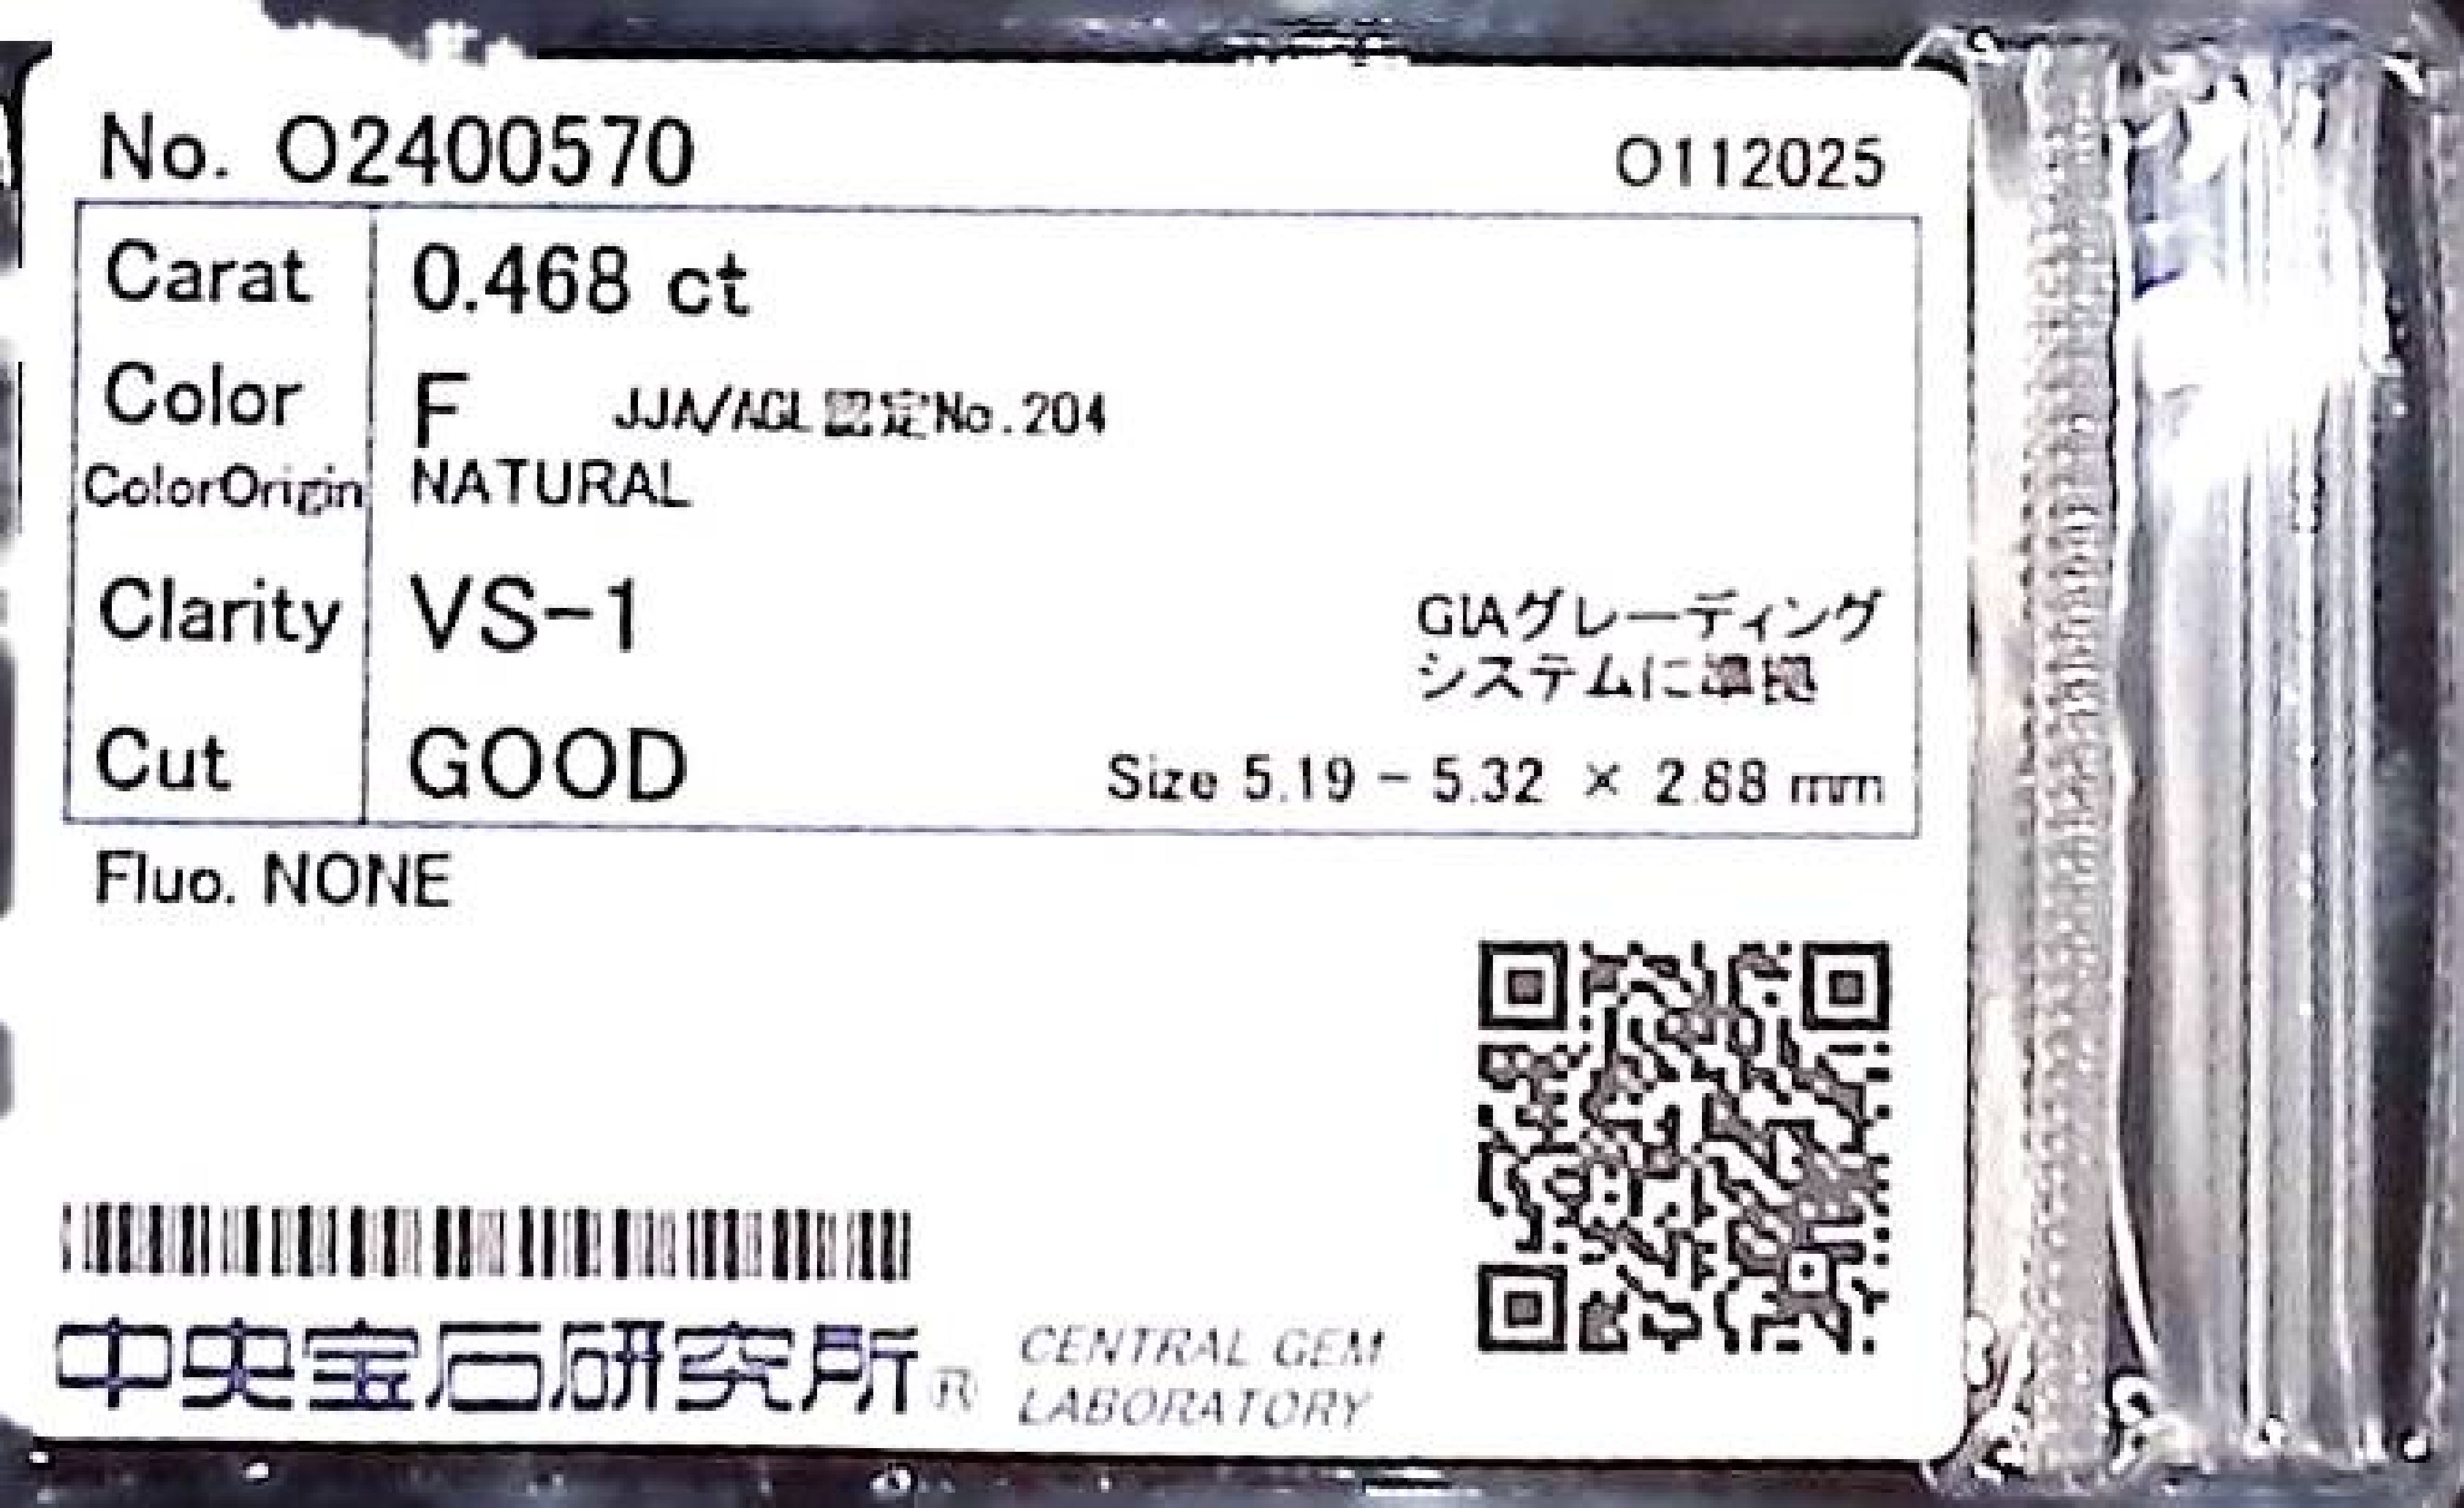 No. O2400570
O112025
Carat 0.468 ct
Color F JJA/AGL認定No.204
ColorOrigin NATURAL
Clarity VS-1
GIAグレーディング
システムに準拠
Cut GOOD
Size 5.19 - 5.32 × 2.88 mm
Fluo. NONE
中央宝石研究所®
CENTRAL GEM
LABORATORY